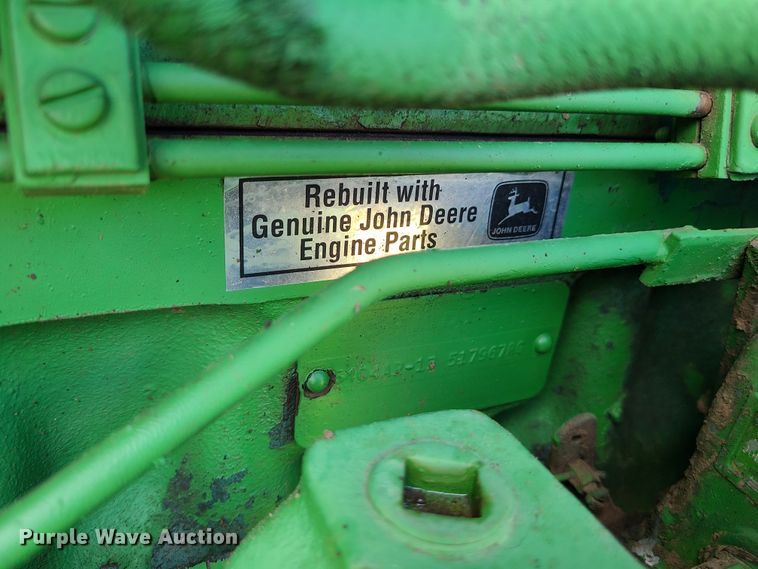 Rebuilt with
Genuine John Deere
Engine Parts
JOHN DEERE
Purple Wave Auction